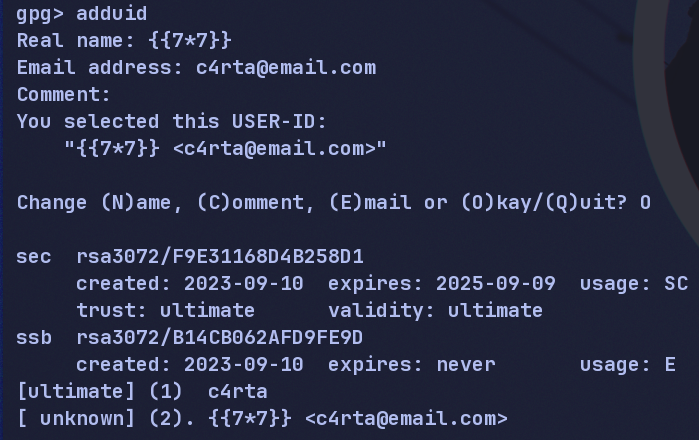 gpg> adduid
Real name: {{7*7}}
Email address: c4rta@email.com
Comment:
You selected this USER-ID:
    "{{7*7}} <c4rta@email.com>"

Change (N)ame, (C)omment, (E)mail or (O)kay/(Q)uit? O

sec  rsa3072/F9E31168D4B258D1
     created: 2023-09-10  expires: 2025-09-09  usage: SC
     trust: ultimate      validity: ultimate
ssb  rsa3072/B14CB062AFD9FE9D
     created: 2023-09-10  expires: never       usage: E
[ultimate] (1)  c4rta
[ unknown] (2). {{7*7}} <c4rta@email.com>